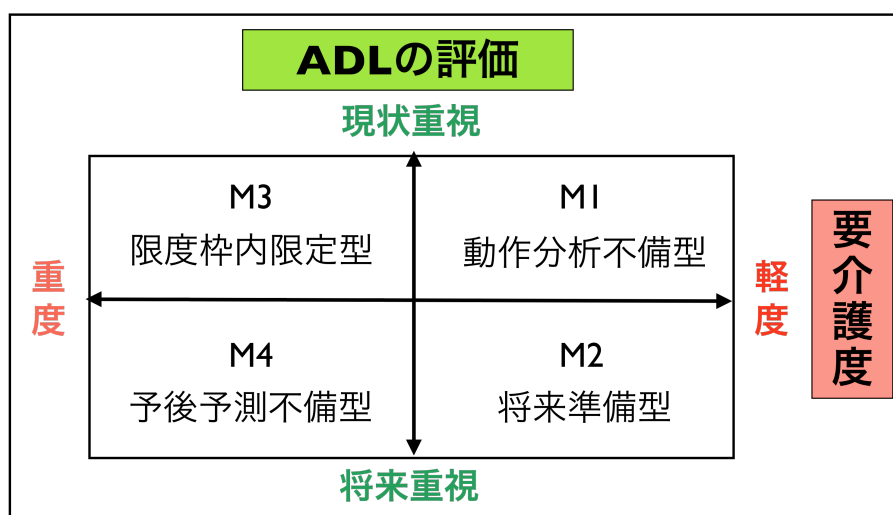 ADLの評価
現状重視
M3
限度枠内限定型
M1
動作分析不備型
重度
軽度
要介護度
M4
予後予測不備型
M2
将来準備型
将来重視